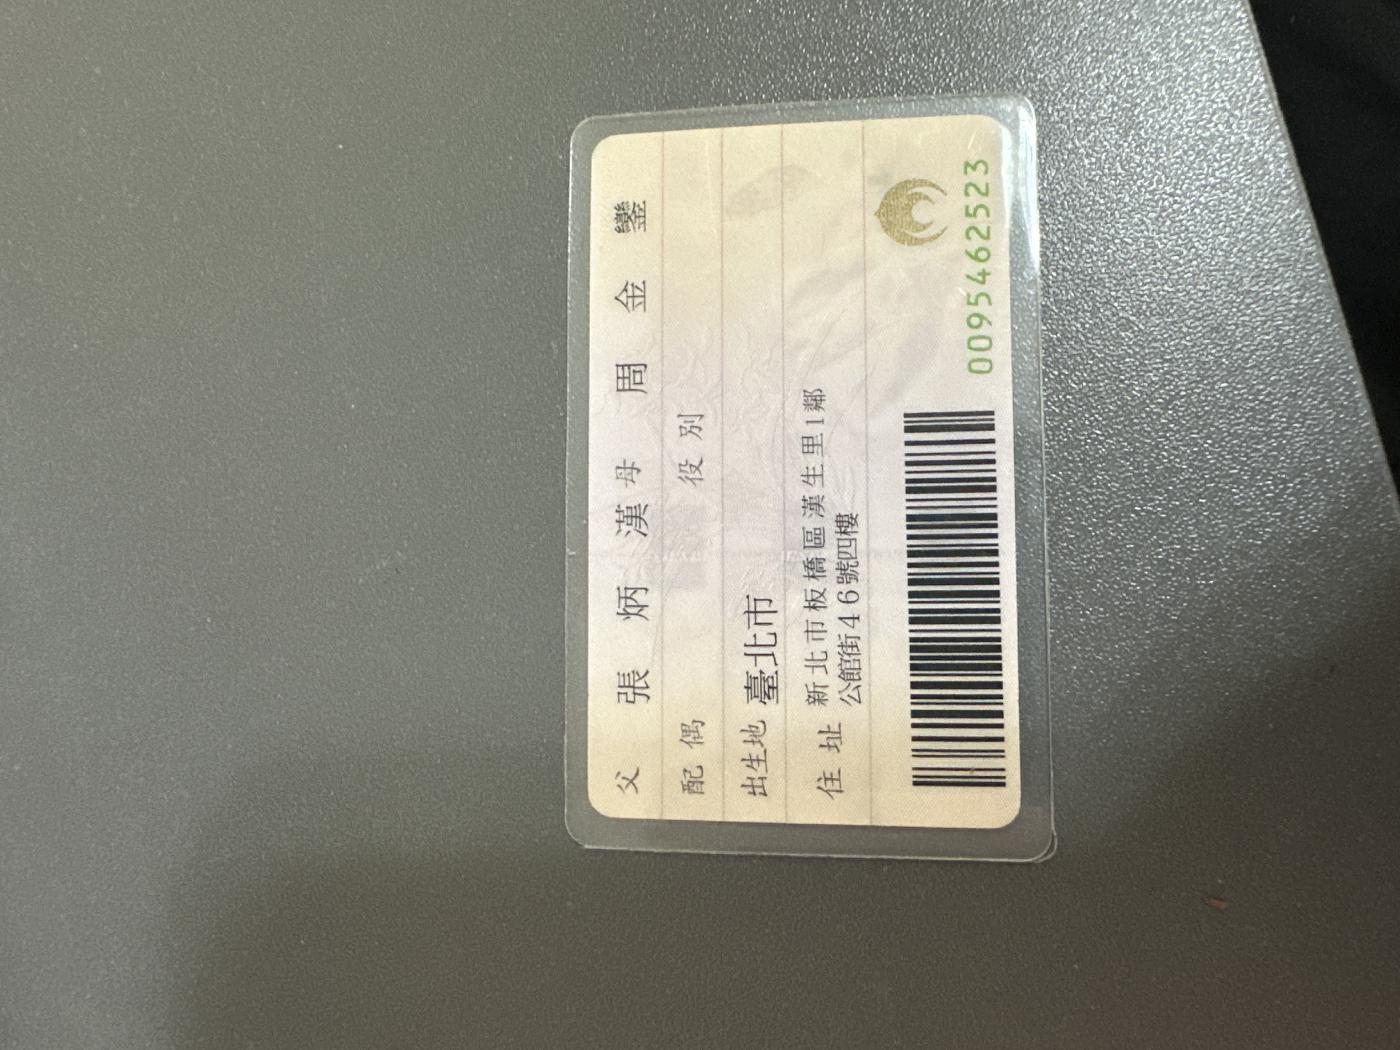 父 張炳漢 母 周金鑾
配偶 役別
出生地 臺北市
住址 新北市板橋區漢生里1鄰
公館街46號四樓
0095462523